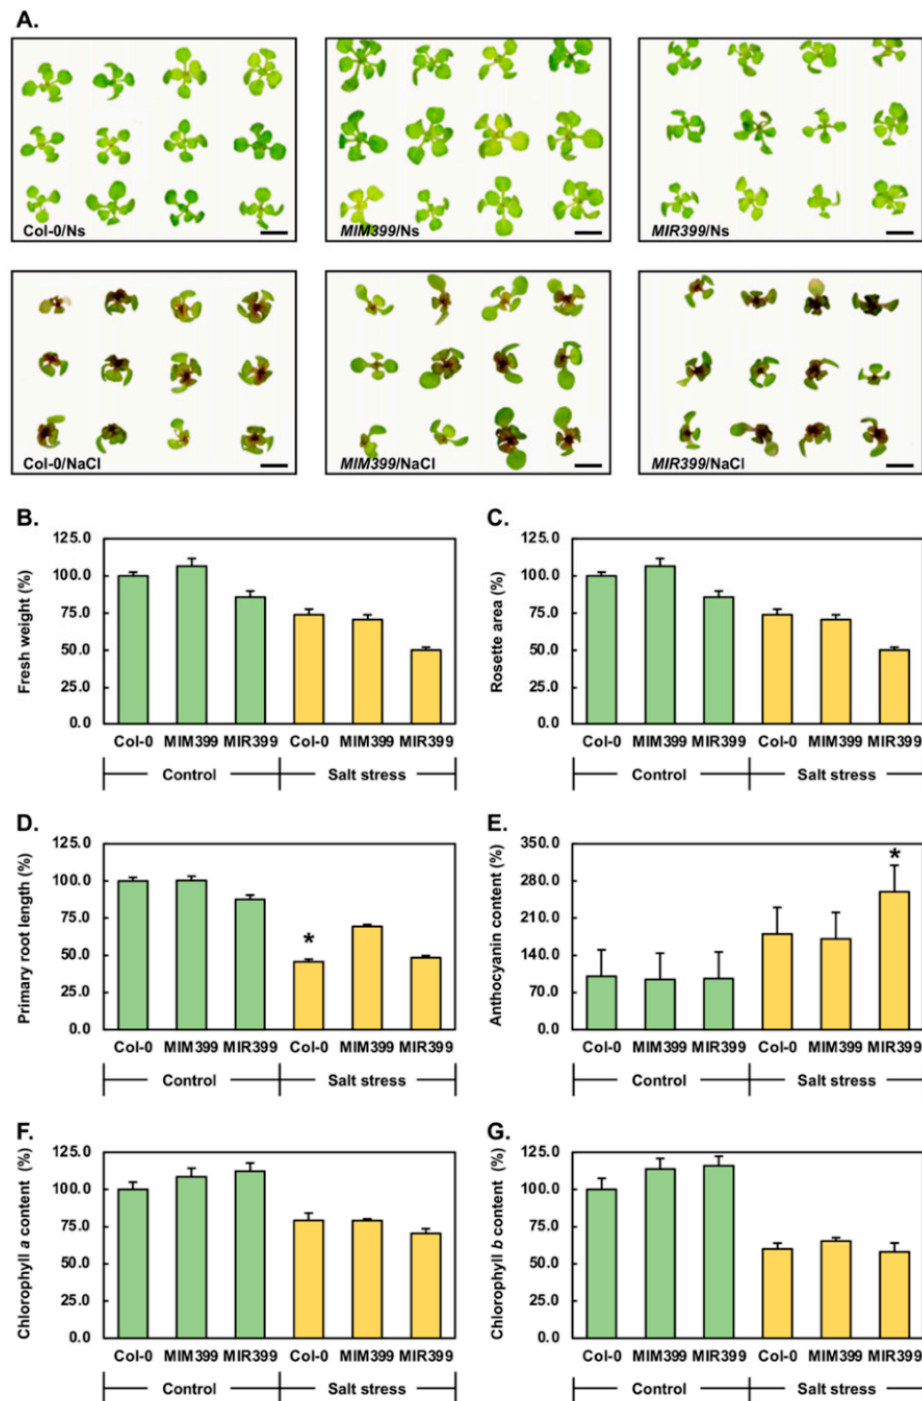 A.
Col-0/Ns
MIM399/Ns
MIR399/Ns
Col-0/NaCl
MIM399/NaCl
MIR399/NaCl
B.
Fresh weight (%)
125.0
100.0
75.0
50.0
25.0
0.0
Col-0 MIM399 MIR399 Col-0 MIM399 MIR399
Control Salt stress
C.
Rosette area (%)
125.0
100.0
75.0
50.0
25.0
0.0
Col-0 MIM399 MIR399 Col-0 MIM399 MIR399
Control Salt stress
D.
Primary root length (%)
125.0
100.0
75.0
50.0
25.0
0.0
*
Col-0 MIM399 MIR399 Col-0 MIM399 MIR399
Control Salt stress
E.
Anthocyanin content (%)
350.0
280.0
210.0
140.0
70.0
0.0
*
Col-0 MIM399 MIR399 Col-0 MIM399 MIR399
Control Salt stress
F.
Chlorophyll a content (%)
125.0
100.0
75.0
50.0
25.0
0.0
Col-0 MIM399 MIR399 Col-0 MIM399 MIR399
Control Salt stress
G.
Chlorophyll b content (%)
125.0
100.0
75.0
50.0
25.0
0.0
Col-0 MIM399 MIR399 Col-0 MIM399 MIR399
Control Salt stress